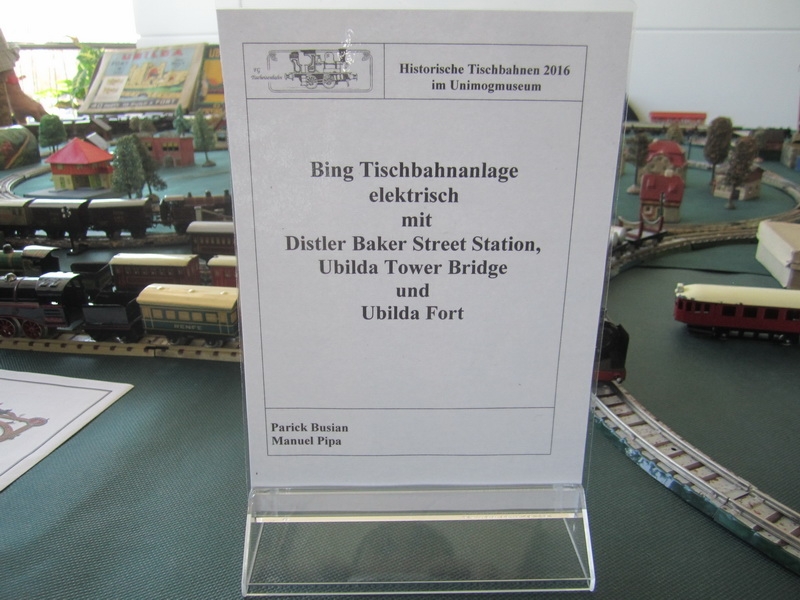 Historische Tischbahnen 2016
im Unimogmuseum
Bing Tischbahnanlage
elektrisch
mit
Distler Baker Street Station,
Ubilda Tower Bridge
und
Ubilda Fort
Parick Busian
Manuel Pipa